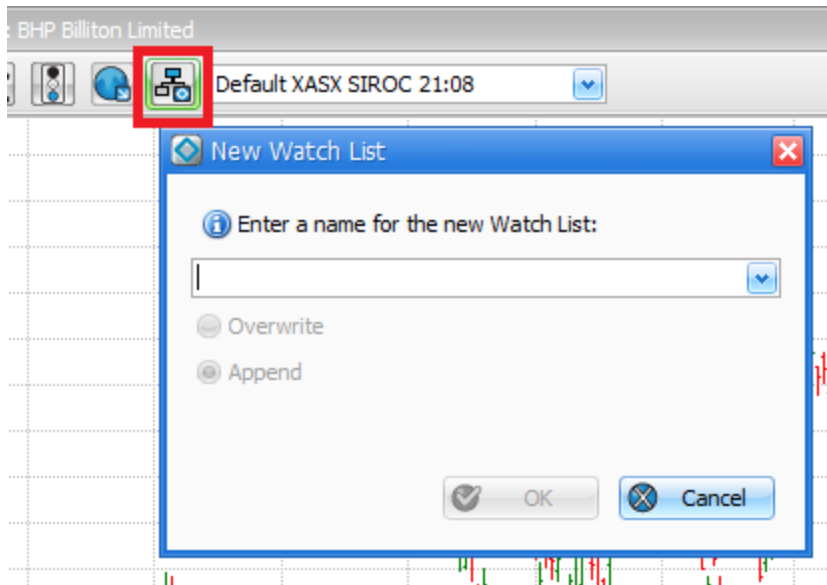 : BHP Billiton Limited
Default XASX SIROC 21:08
New Watch List
Enter a name for the new Watch List:
Overwrite
Append
OK
Cancel